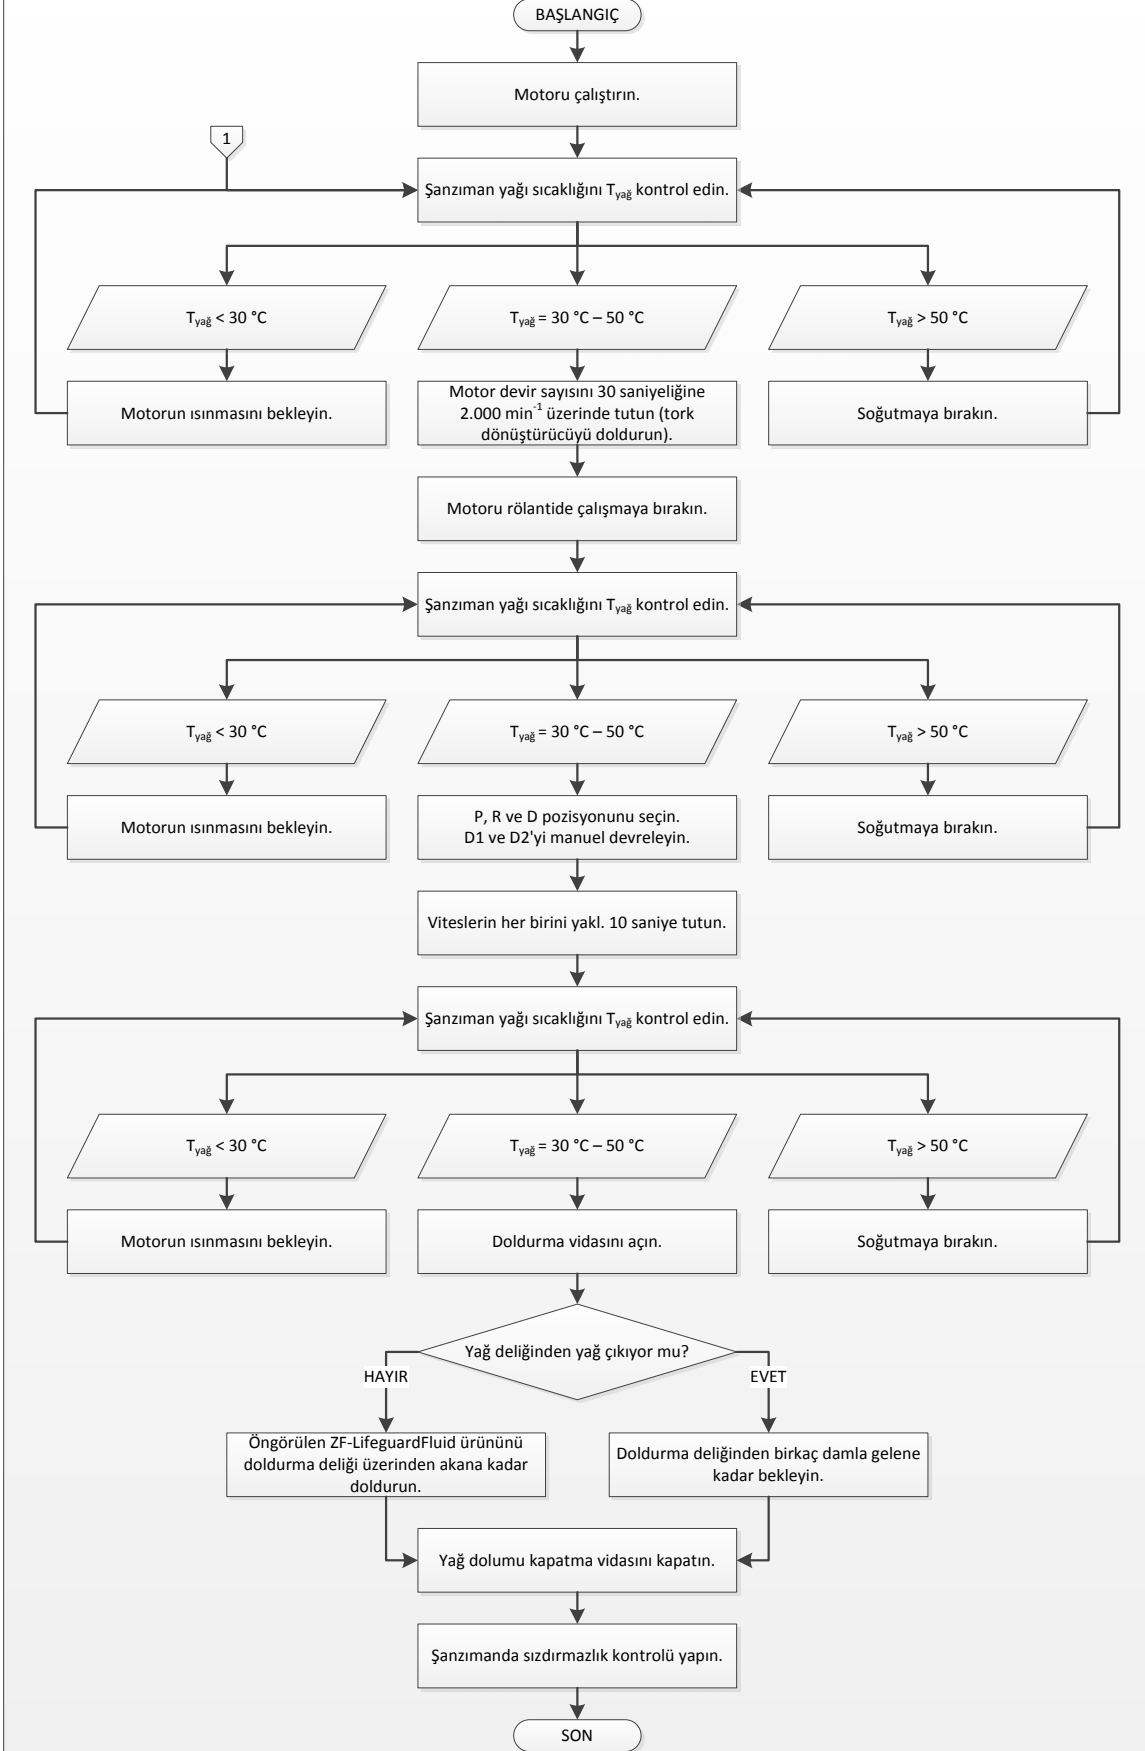 BAŞLANGIÇ
Motoru çalıştırın.
1
Şanzıman yağı sıcaklığını Tyağ kontrol edin.
Tyağ < 30 °C
Tyağ = 30 °C – 50 °C
Tyağ > 50 °C
Motorun ısınmasını bekleyin.
Motor devir sayısını 30 saniyeliğine
2.000 min-1 üzerinde tutun (tork
dönüştürücüyü doldurun).
Soğutmaya bırakın.
Motoru rölantide çalışmaya bırakın.
Şanzıman yağı sıcaklığını Tyağ kontrol edin.
Tyağ < 30 °C
Tyağ = 30 °C – 50 °C
Tyağ > 50 °C
Motorun ısınmasını bekleyin.
P, R ve D pozisyonunu seçin.
D1 ve D2'yi manuel devreleyin.
Soğutmaya bırakın.
Viteslerin her birini yakl. 10 saniye tutun.
Şanzıman yağı sıcaklığını Tyağ kontrol edin.
Tyağ < 30 °C
Tyağ = 30 °C – 50 °C
Tyağ > 50 °C
Motorun ısınmasını bekleyin.
Doldurma vidasını açın.
Soğutmaya bırakın.
Yağ deliğinden yağ çıkıyor mu?
HAYIR
EVET
Öngörülen ZF-LifeguardFluid ürününü
doldurma deliği üzerinden akana kadar
doldurun.
Doldurma deliğinden birkaç damla gelene
kadar bekleyin.
Yağ dolumu kapatma vidasını kapatın.
Şanzımanda sızdırmazlık kontrolü yapın.
SON